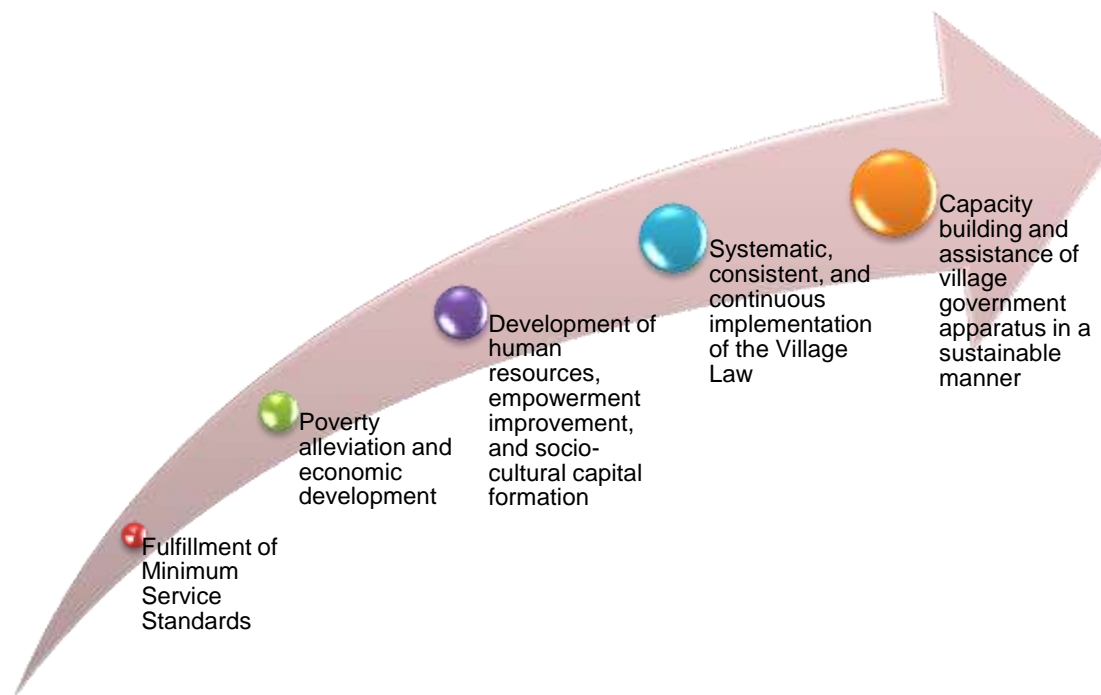 Fulfillment of
Minimum
Service
Standards
Poverty
alleviation and
economic
development
Development of
human
resources,
empowerment
improvement,
and socio-
cultural capital
formation
Systematic,
consistent, and
continuous
implementation
of the Village
Law
Capacity
building and
assistance of
village
government
apparatus in a
sustainable
manner